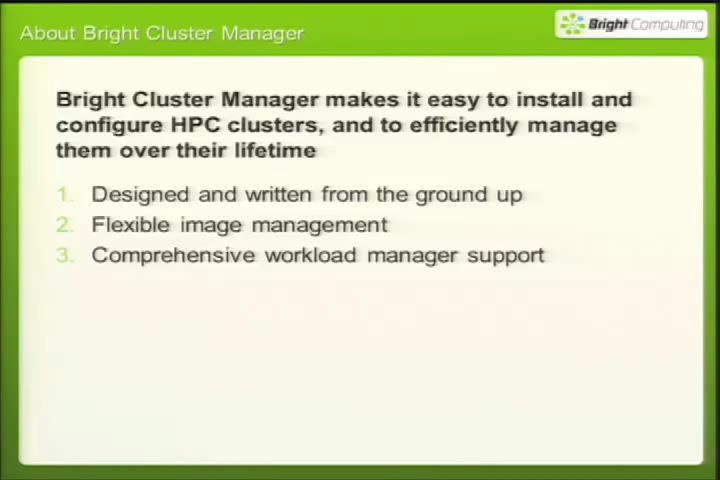 About Bright Cluster Manager
Bright Computing
Bright Cluster Manager makes it easy to install and
configure HPC clusters, and to efficiently manage
them over their lifetime
1. Designed and written from the ground up
2. Flexible image management
3. Comprehensive workload manager support